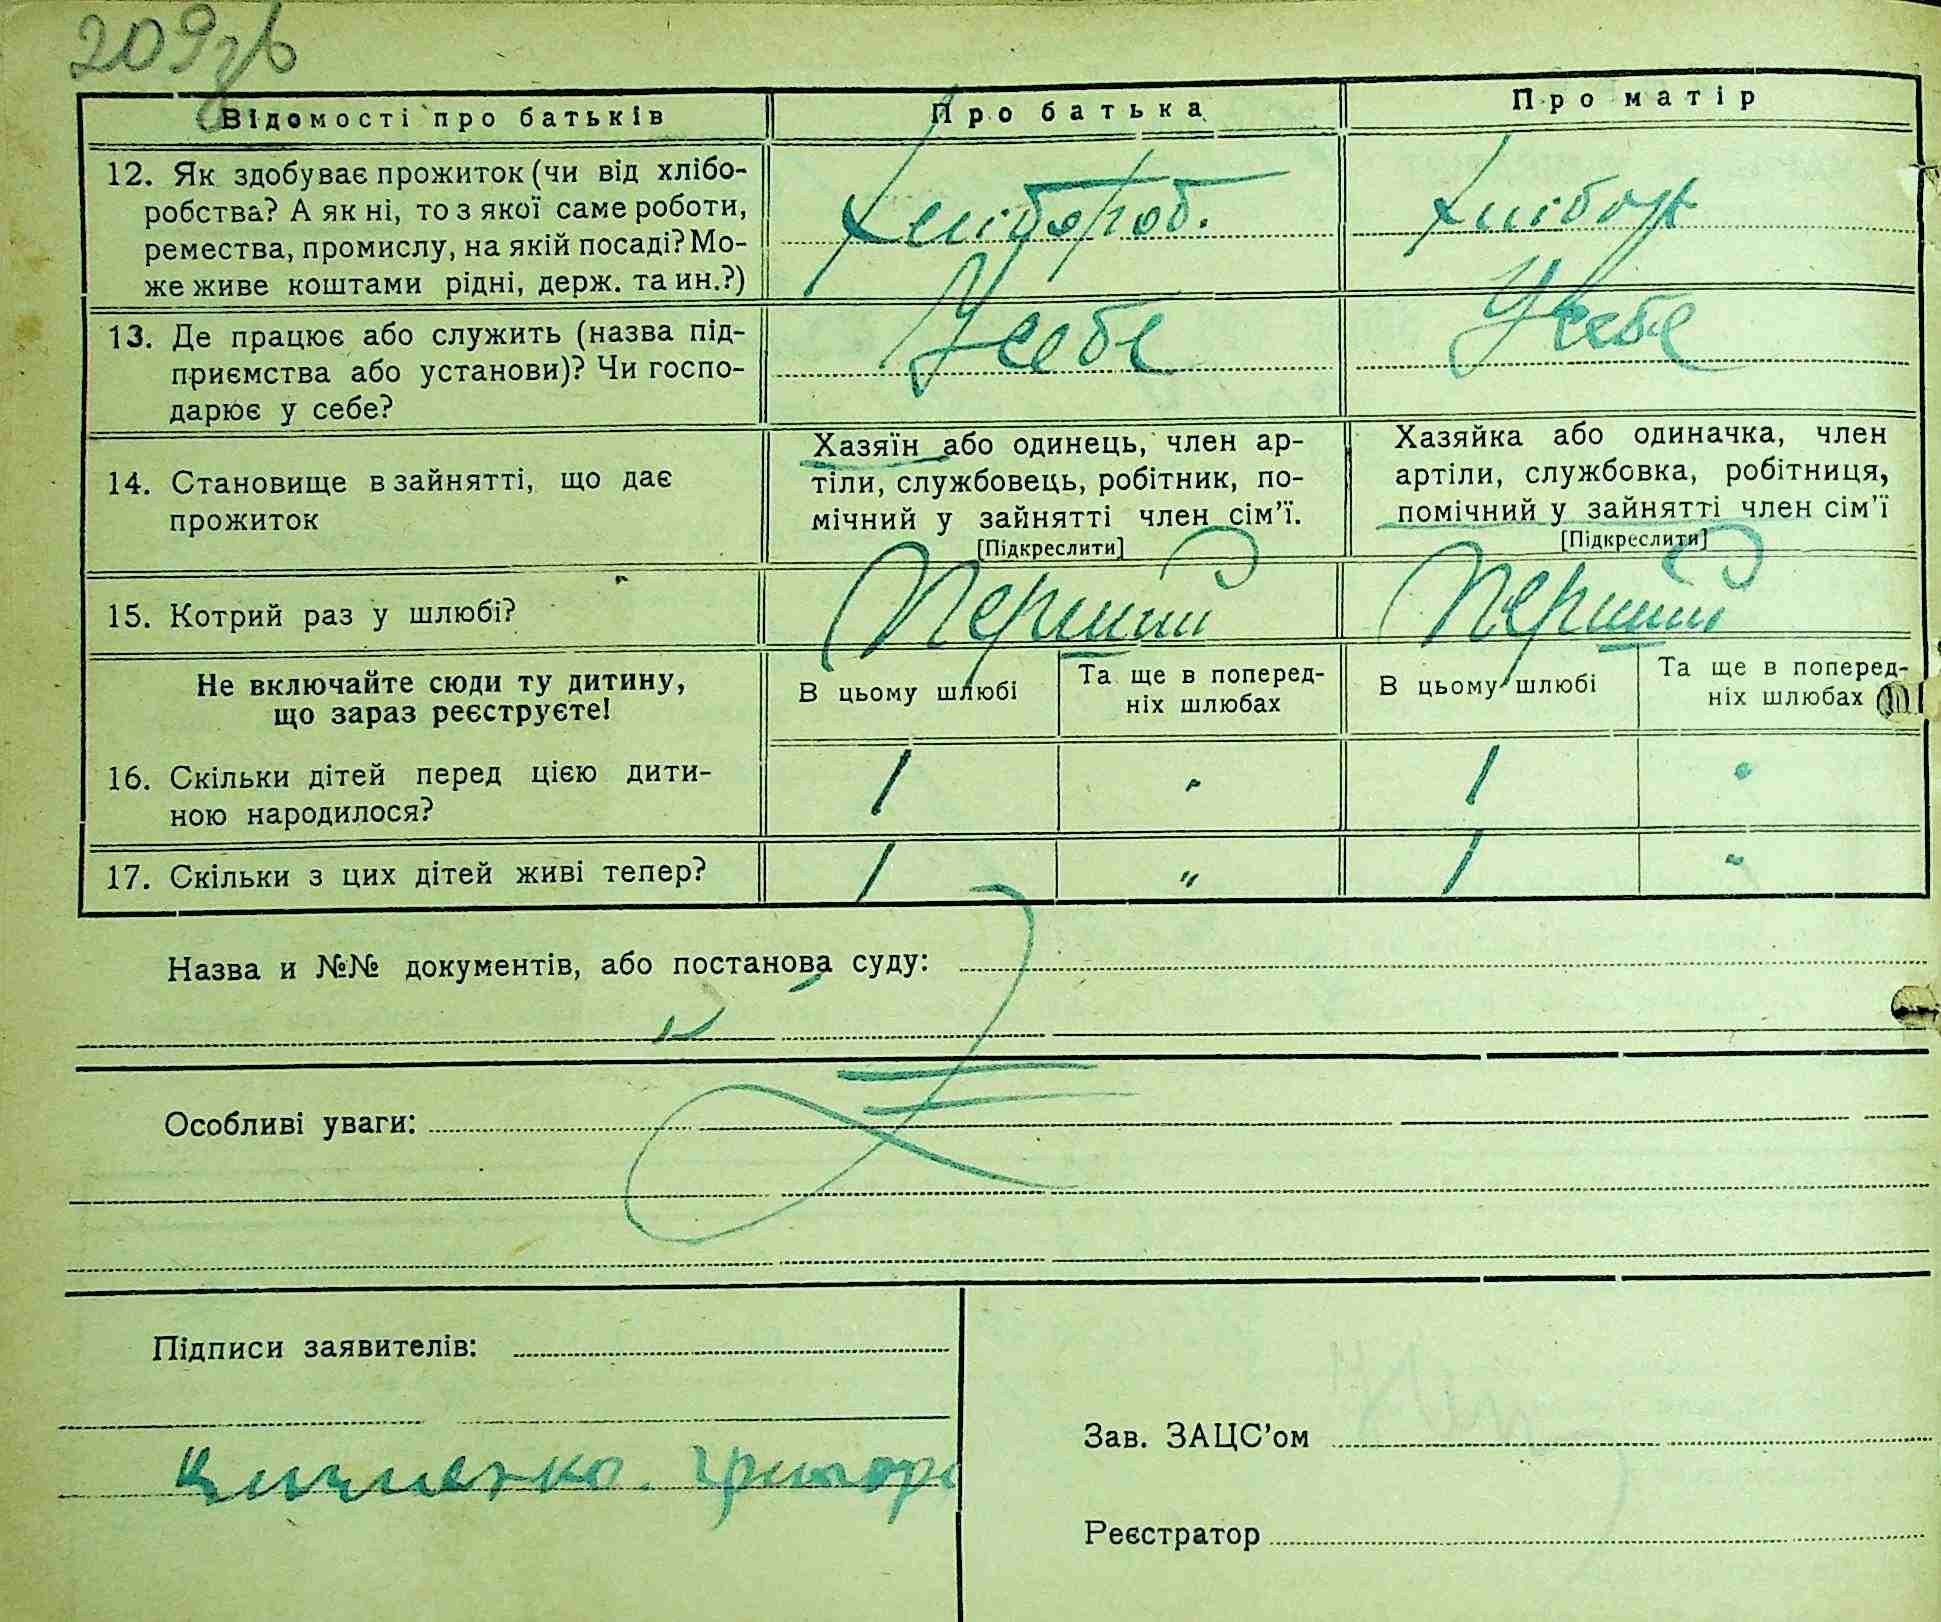 209зв
Відомості про батьків
Про батька
Про матір
12. Як здобуває прожиток (чи від хлібо-
робства? А як ні, то з якої саме роботи,
ремества, промислу, на якій посаді? Мо-
же живе коштами рідні, держ. та ин.?)
Хлібороб.
13. Де працює або служить (назва під-
приємства або установи)? Чи госпо-
дарює у себе?
У себе
У себе
14. Становище в зайнятті, що дає
прожиток
Хазяїн або одинець, член ар-
тіли, службовець, робітник, по-
мічний у зайнятті член сім’ї.
[Підкреслити]
Хазяйка або одиначка, член
артіли, службовка, робітниця,
помічний у зайнятті член сім’ї
[Підкреслити]
15. Котрий раз у шлюбі?
Перший
Перший
Не включайте сюди ту дитину,
що зараз реєструєте!
В цьому шлюбі
Та ще в поперед-
ніх шлюбах
В цьому шлюбі
Та ще в поперед-
ніх шлюбах
16. Скільки дітей перед цією дити-
ною народилося?
1 " 1 "
17. Скільки з цих дітей живі тепер?
1 " 1 "
Назва и №№ документів, або постанова суду:
Особливі уваги:
Підписи заявителів:
Зав. ЗАЦС’ом
Реєстратор